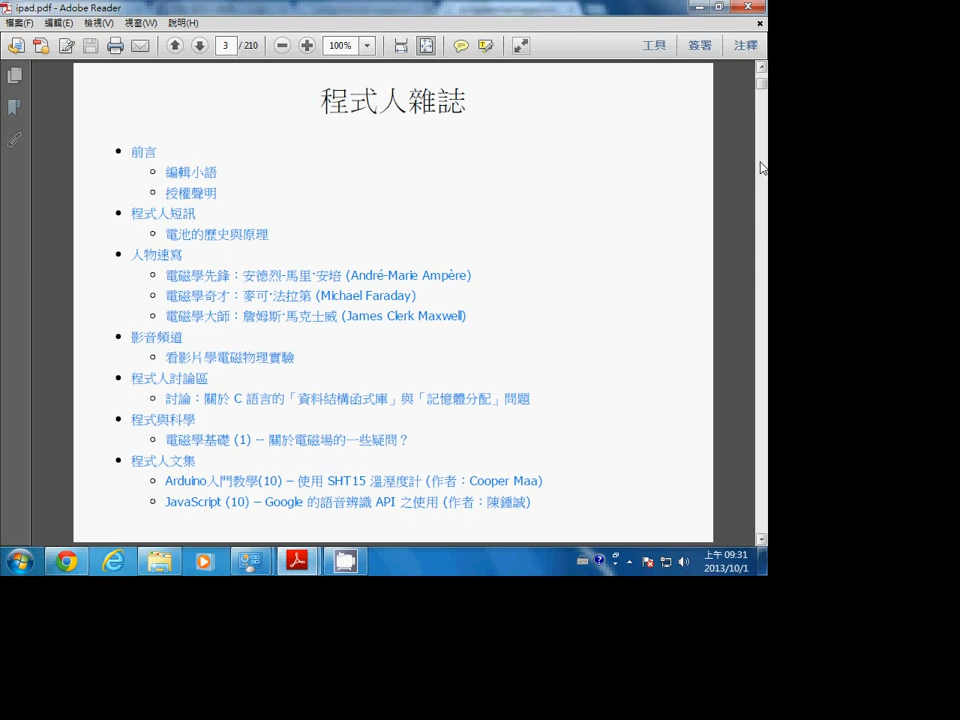 ipad.pdf - Adobe Reader
檔案(F) 編輯(E) 檢視(V) 視窗(W) 說明(H)
3 / 210 100% 工具 簽署 注釋
程式人雜誌
前言
編輯小語
授權聲明
程式人短訊
電池的歷史與原理
人物速寫
電磁學先鋒：安德烈-馬里·安培 (André-Marie Ampère)
電磁學奇才：麥可·法拉第 (Michael Faraday)
電磁學大師：詹姆斯·馬克士威 (James Clerk Maxwell)
影音頻道
看影片學電磁物理實驗
程式人討論區
討論：關於 C 語言的「資料結構函式庫」與「記憶體分配」問題
程式與科學
電磁學基礎 (1) -- 關於電磁場的一些疑問？
程式人文集
Arduino入門教學(10) – 使用 SHT15 溫溼度計 (作者：Cooper Maa)
JavaScript (10) – Google 的語音辨識 API 之使用 (作者：陳鍾誠)
上午 09:31
2013/10/1